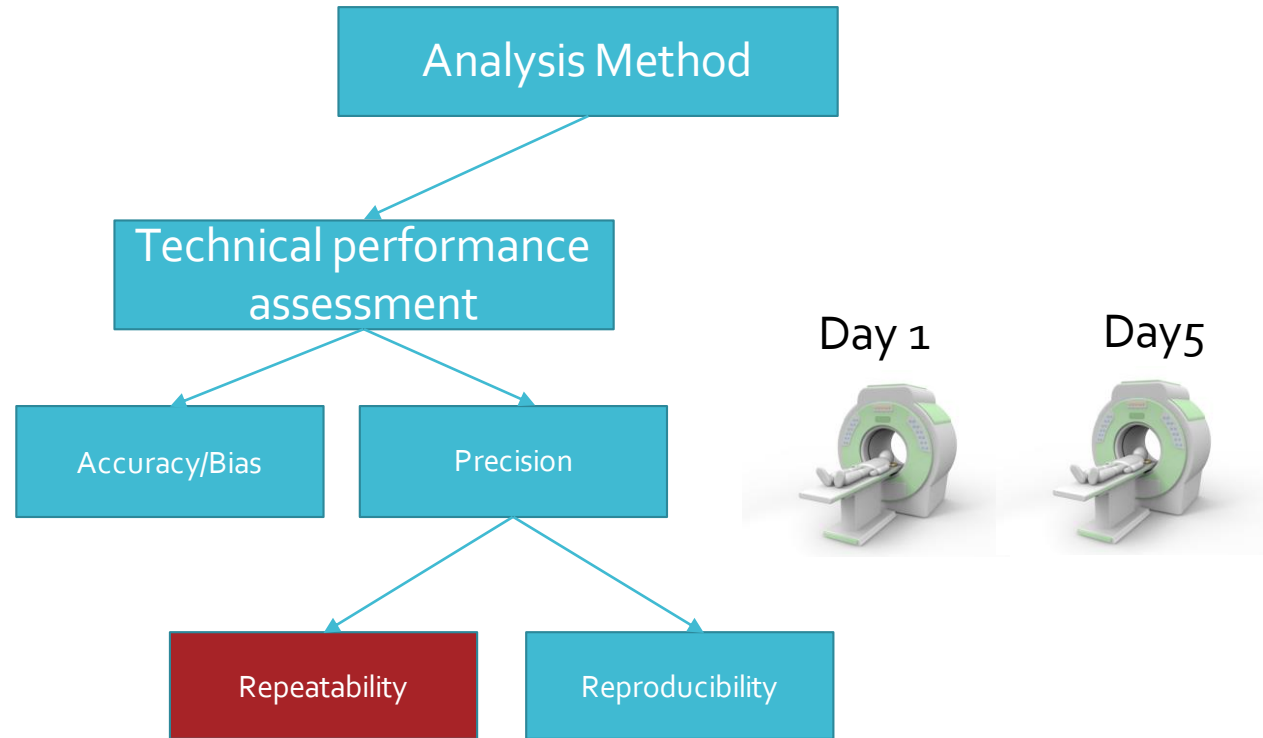 Analysis Method
Technical performance
assessment
Day 1
Day5
Accuracy/Bias
Precision
Repeatability
Reproducibility